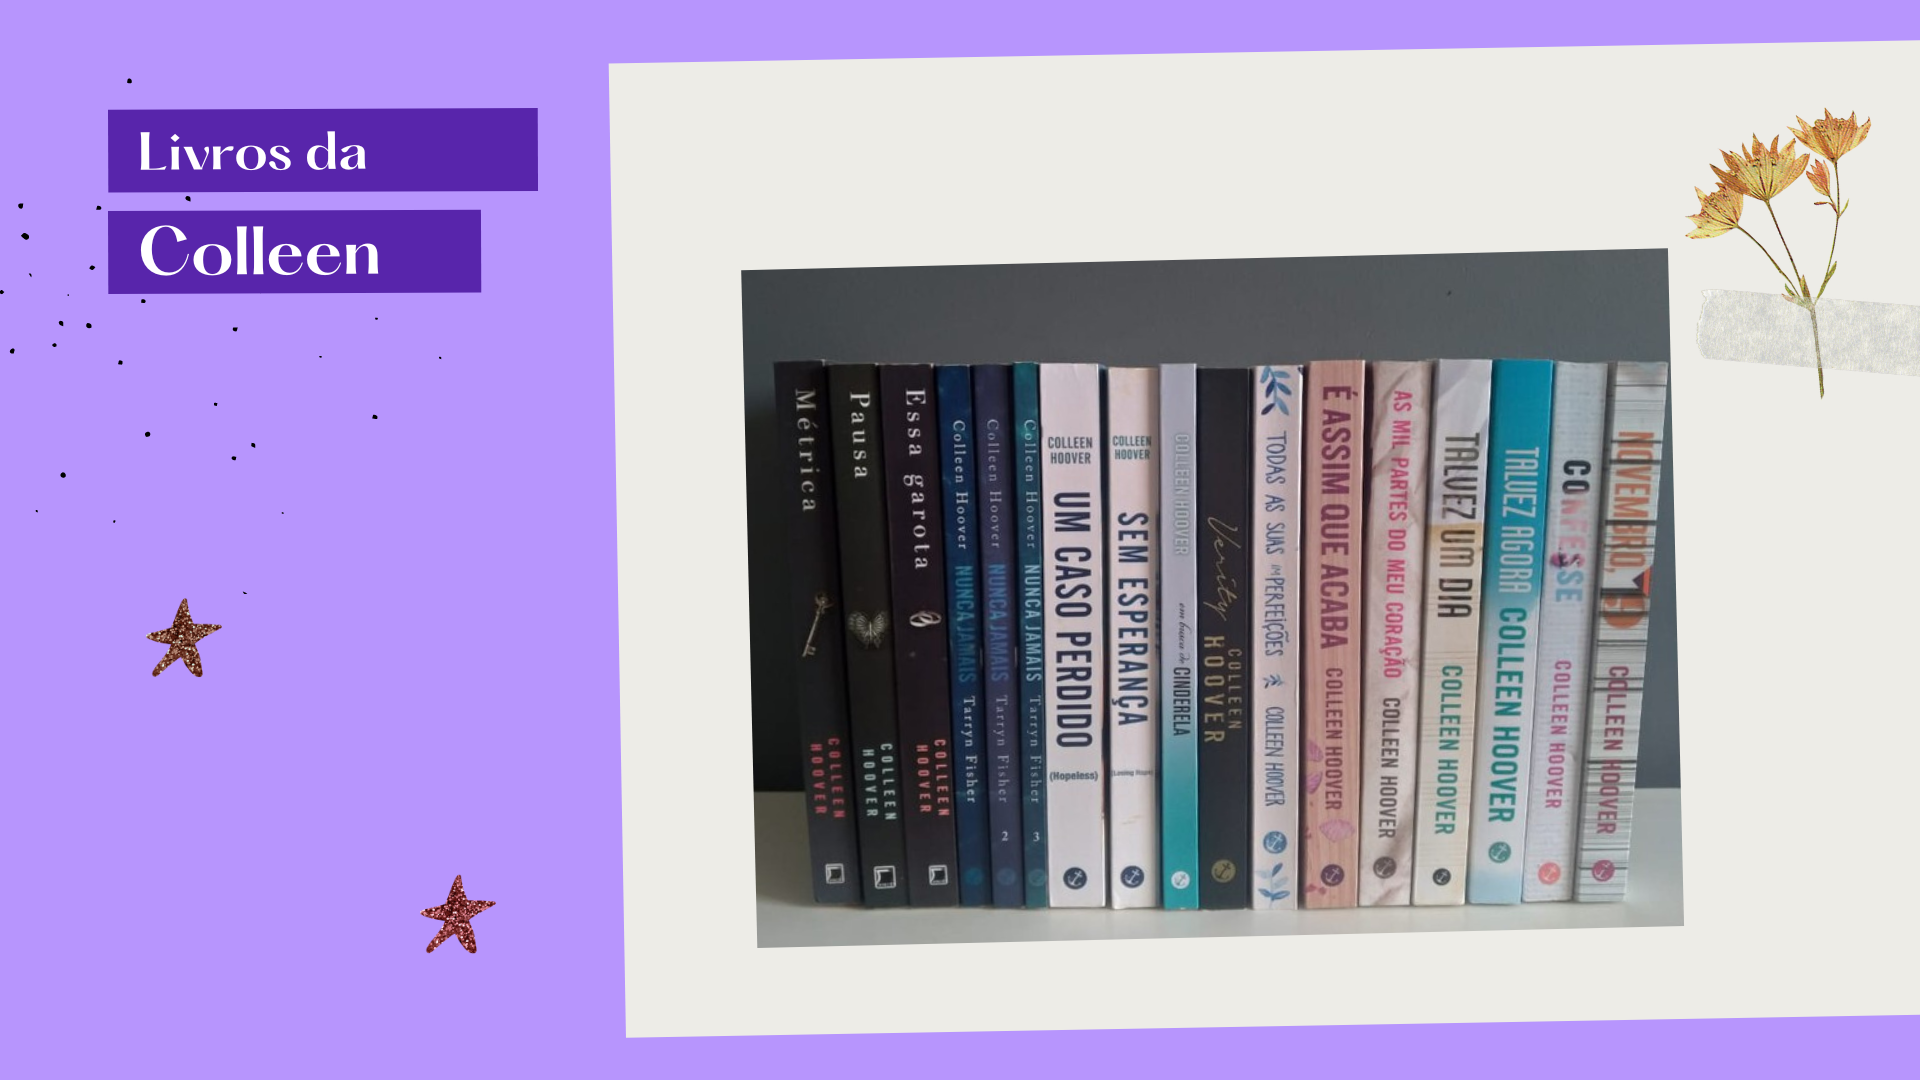 Livros da
Colleen
Métrica
COLLEEN
HOOVER
Pausa
COLLEEN
HOOVER
Essa garota
COLLEEN
HOOVER
Colleen Hoover NUNCA JAMAIS Tarryn Fisher
Colleen Hoover NUNCA JAMAIS Tarryn Fisher 2
Colleen Hoover NUNCA JAMAIS Tarryn Fisher 3
COLLEEN
HOOVER
UM CASO PERDIDO
(Hopeless)
COLLEEN
HOOVER
SEM ESPERANÇA
(Losing Hope)
COLLEEN HOOVER
em busca de CINDERELA
Verity
COLLEEN
HOOVER
TODAS AS SUAS imPERFEIÇÕES COLLEEN HOOVER
É ASSIM QUE ACABA COLLEEN HOOVER
AS MIL PARTES DO MEU CORAÇÃO COLLEEN HOOVER
TALVEZ UM DIA COLLEEN HOOVER
TALVEZ AGORA COLLEEN HOOVER
CONFESSE COLLEEN HOOVER
NOVEMBRO, 9 COLLEEN HOOVER